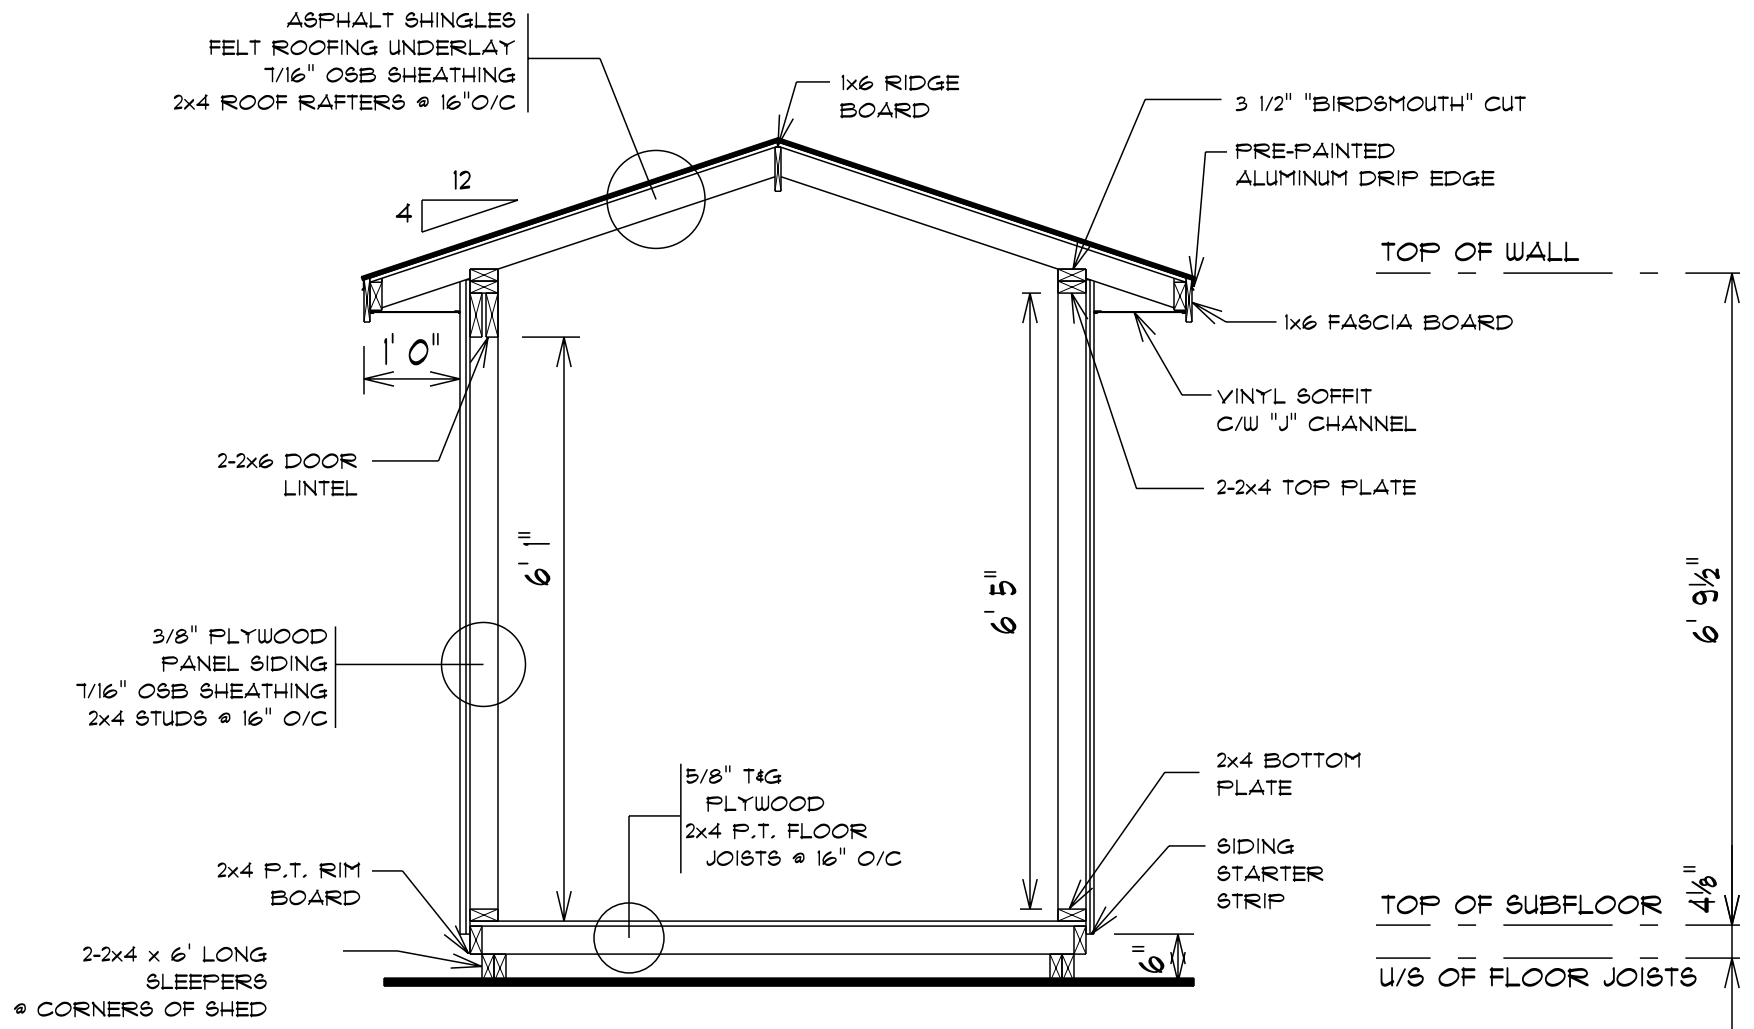 ASPHALT SHINGLES
FELT ROOFING UNDERLAY
7/16" OSB SHEATHING
2x4 ROOF RAFTERS @ 16"O/C
1x6 RIDGE
BOARD
3 1/2" "BIRDSMOUTH" CUT
PRE-PAINTED
ALUMINUM DRIP EDGE
12
4
TOP OF WALL
1x6 FASCIA BOARD
1' 0"
VINYL SOFFIT
C/W "J" CHANNEL
2-2x6 DOOR
LINTEL
2-2x4 TOP PLATE
6' 1"
6' 5"
6' 9½"
3/8" PLYWOOD
PANEL SIDING
7/16" OSB SHEATHING
2x4 STUDS @ 16" O/C
5/8" T&G
PLYWOOD
2x4 P.T. FLOOR
JOISTS @ 16" O/C
2x4 BOTTOM
PLATE
SIDING
STARTER
STRIP
2x4 P.T. RIM
BOARD
4⅛"
TOP OF SUBFLOOR
2-2x4 x 6' LONG
SLEEPERS
@ CORNERS OF SHED
6"
U/S OF FLOOR JOISTS